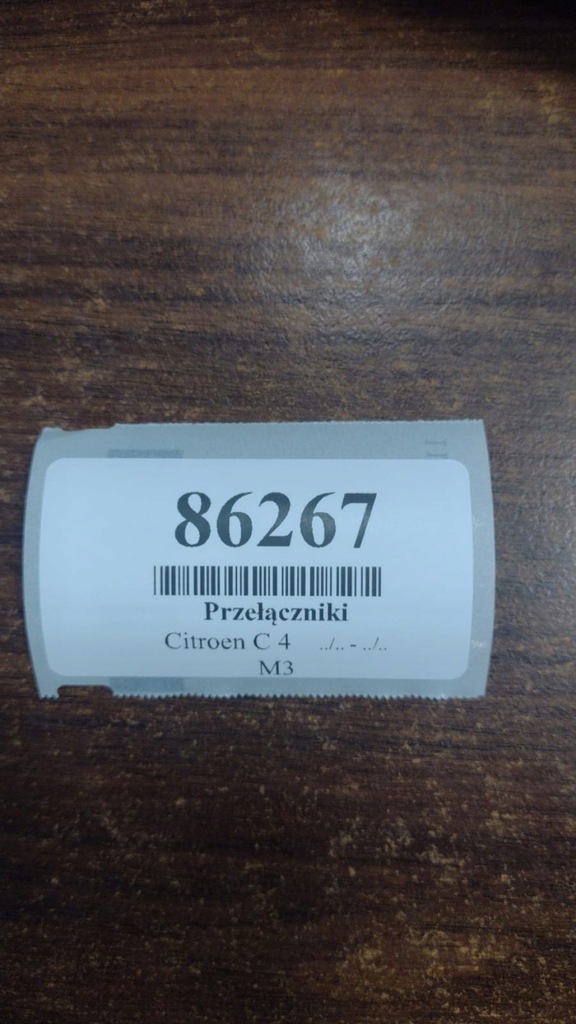 86267
Przełączniki
Citroen C 4 ../.. - ../..
M3